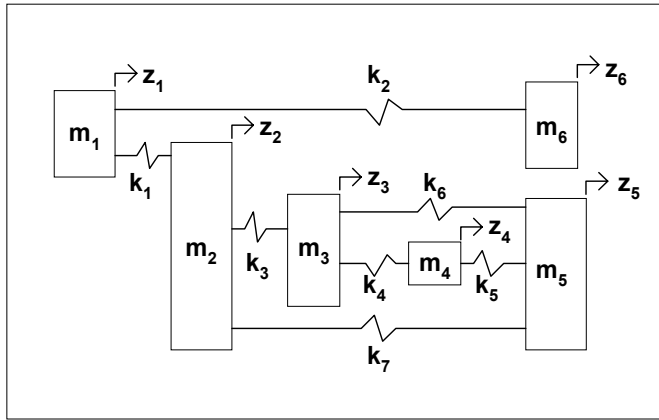 z₁
k₂
z₆
m₁
m₆
k₁
z₂
z₃
k₆
z₅
m₂
k₃
m₃
z₄
k₄
m₄
k₅
m₅
k₇